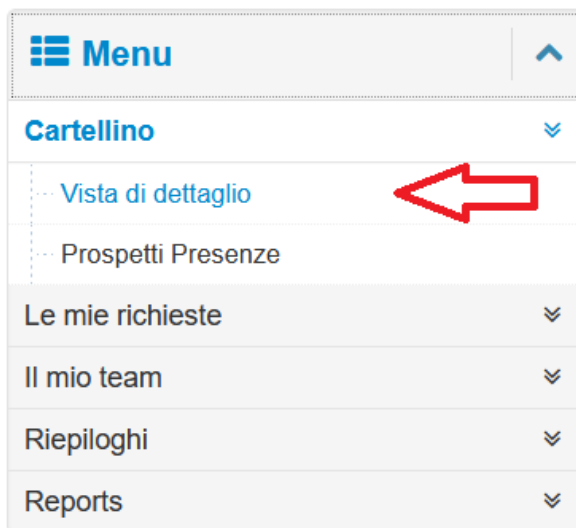 Menu
Cartellino
Vista di dettaglio
Prospetti Presenze
Le mie richieste
Il mio team
Riepiloghi
Reports